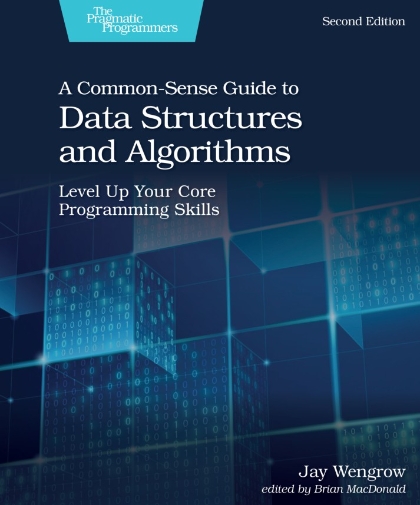 The
Pragmatic
Programmers
Second Edition
A Common-Sense Guide to
Data Structures
and Algorithms
Level Up Your Core
Programming Skills
Jay Wengrow
edited by Brian MacDonald